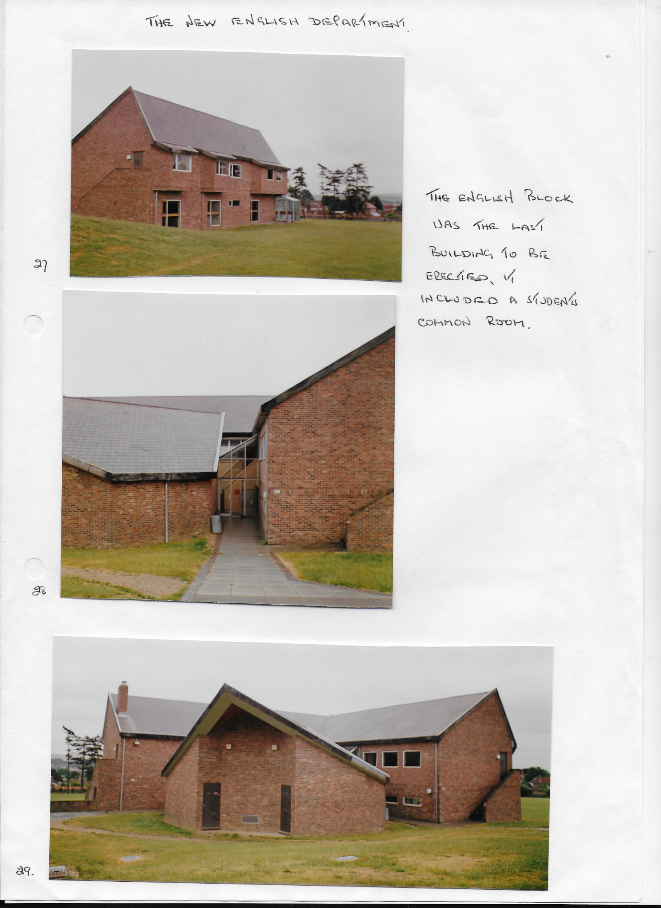 THE NEW ENGLISH DEPARTMENT.
THE ENGLISH BLOCK
WAS THE LAST
BUILDING TO BE
ERECTED, IT
INCLUDED A STUDENTS
COMMON ROOM.
27
28
29.